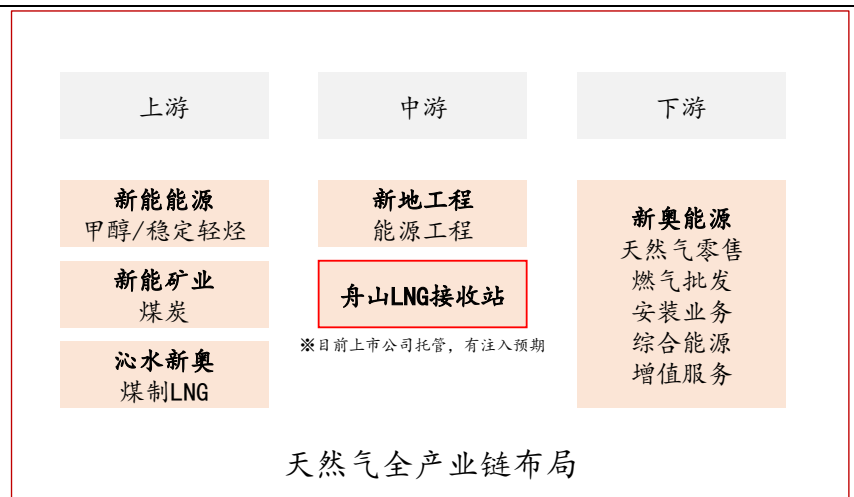 上游
中游
下游
新能能源
甲醇/稳定轻烃
新能矿业
煤炭
沁水新奥
煤制LNG
新地工程
能源工程
舟山LNG接收站
※目前上市公司托管，有注入预期
新奥能源
天然气零售
燃气批发
安装业务
综合能源
增值服务
天然气全产业链布局